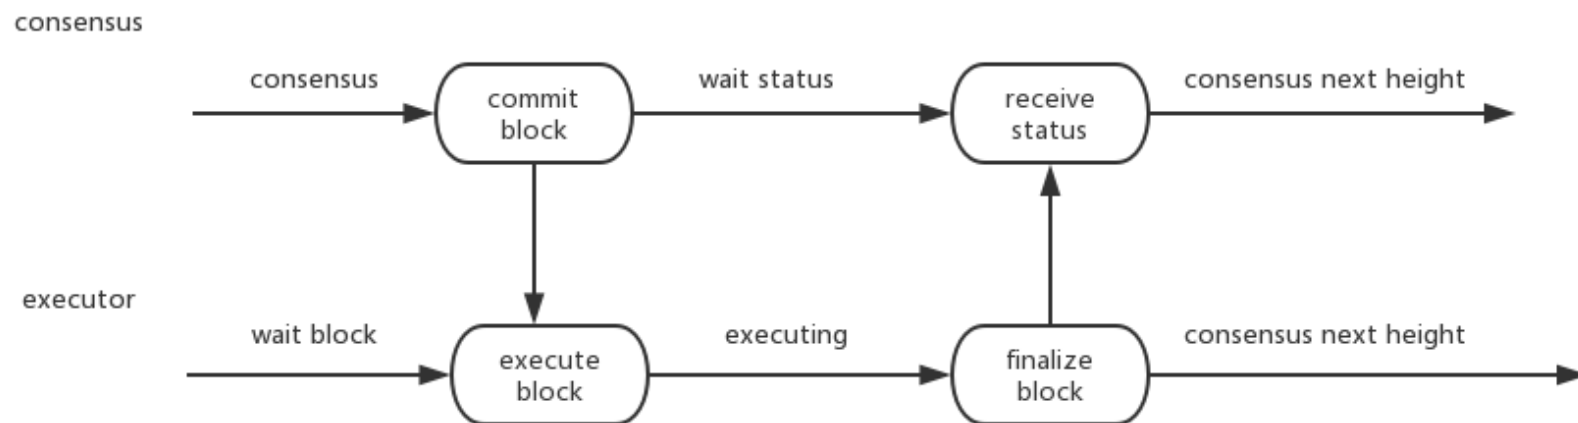 consensus
consensus
commit
block
wait status
receive
status
consensus next height
executor
wait block
execute
block
executing
finalize
block
consensus next height